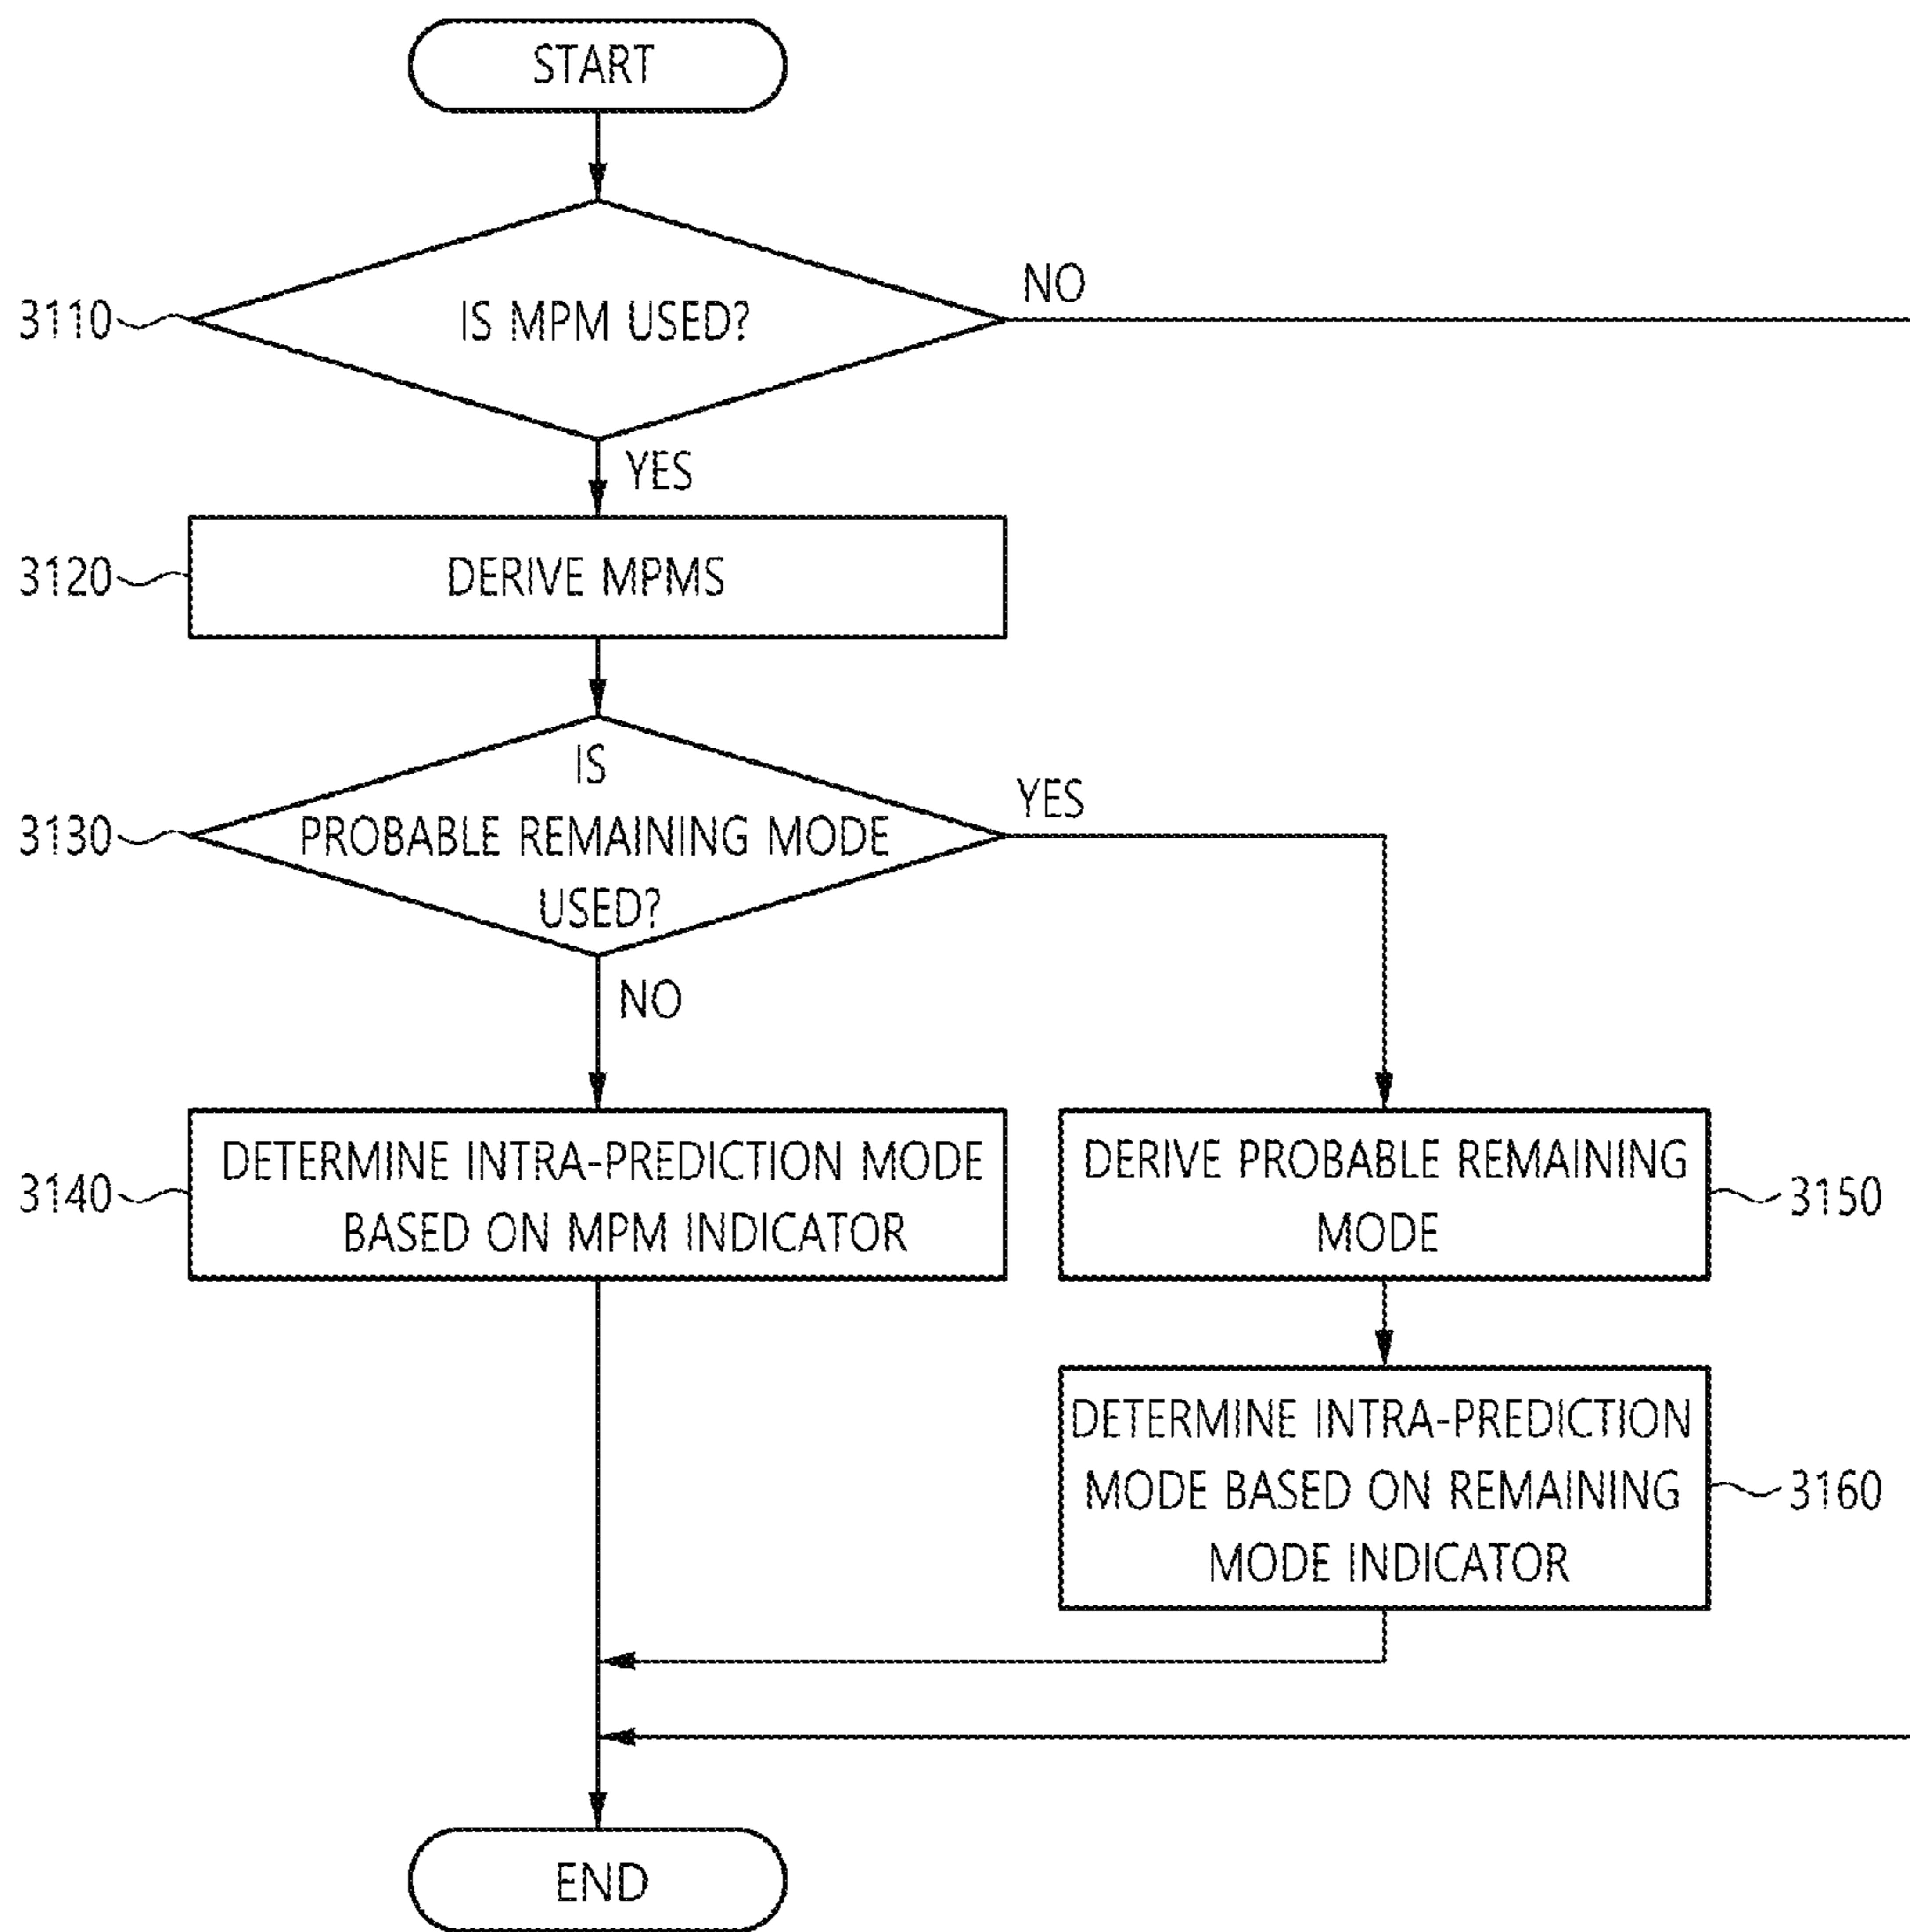 START
3110
IS MPM USED?
NO
YES
3120
DERIVE MPMS
3130
IS
PROBABLE REMAINING MODE
USED?
YES
NO
3140
DETERMINE INTRA-PREDICTION MODE
BASED ON MPM INDICATOR
DERIVE PROBABLE REMAINING
MODE
3150
DETERMINE INTRA-PREDICTION
MODE BASED ON REMAINING
MODE INDICATOR
3160
END